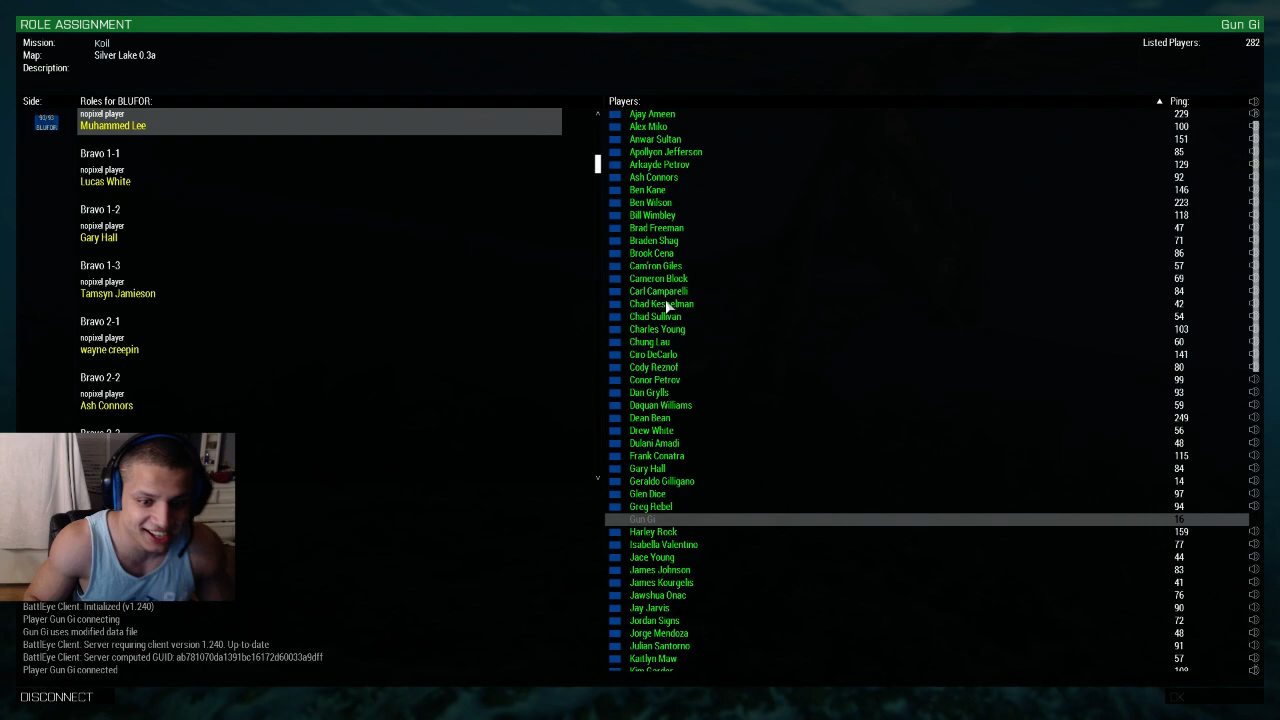 ROLE ASSIGNMENT
Gun Gi
Mission: Koil
Map: Silver Lake 0.3a
Description:
Listed Players: 282
Side: Roles for BLUFOR:
93/93
BLUFOR
nopixel player
Muhammed Lee
Bravo 1-1
nopixel player
Lucas White
Bravo 1-2
nopixel player
Gary Hall
Bravo 1-3
nopixel player
Tamsyn Jamieson
Bravo 2-1
nopixel player
wayne creepin
Bravo 2-2
nopixel player
Ash Connors
Players: Ping:
Ajay Ameen 229
Alex Miko 100
Anwar Sultan 151
Apollyon Jefferson 85
Arkayde Petrov 129
Ash Connors 92
Ben Kane 146
Ben Wilson 223
Bill Wimbley 118
Brad Freeman 47
Braden Shag 71
Brook Cena 86
Cam'ron Giles 57
Cameron Block 69
Carl Camparelli 84
Chad Kesselman 42
Chad Sullivan 54
Charles Young 103
Chung Lau 60
Ciro DeCarlo 141
Cody Reznof 80
Conor Petrov 99
Dan Grylls 93
Daquan Williams 59
Dean Bean 249
Drew White 56
Dulani Amadi 48
Frank Conatra 115
Gary Hall 84
Geraldo Gilligano 14
Glen Dice 97
Greg Rebel 94
Gun Gi 16
Harley Rock 159
Isabella Valentino 77
Jace Young 44
James Johnson 83
James Kourgelis 41
Jawshua Onac 76
Jay Jarvis 90
Jordan Signs 72
Jorge Mendoza 48
Julian Santorno 91
Kaitlyn Maw 57
BattlEye Client: Initialized (v1.240)
Player Gun Gi connecting
Gun Gi uses modified data file
BattlEye Client: Server requiring client version 1.240. Up-to-date
BattlEye Client: Server computed GUID: ab781070da1391bc16172d60033a9dff
Player Gun Gi connected
DISCONNECT
OK